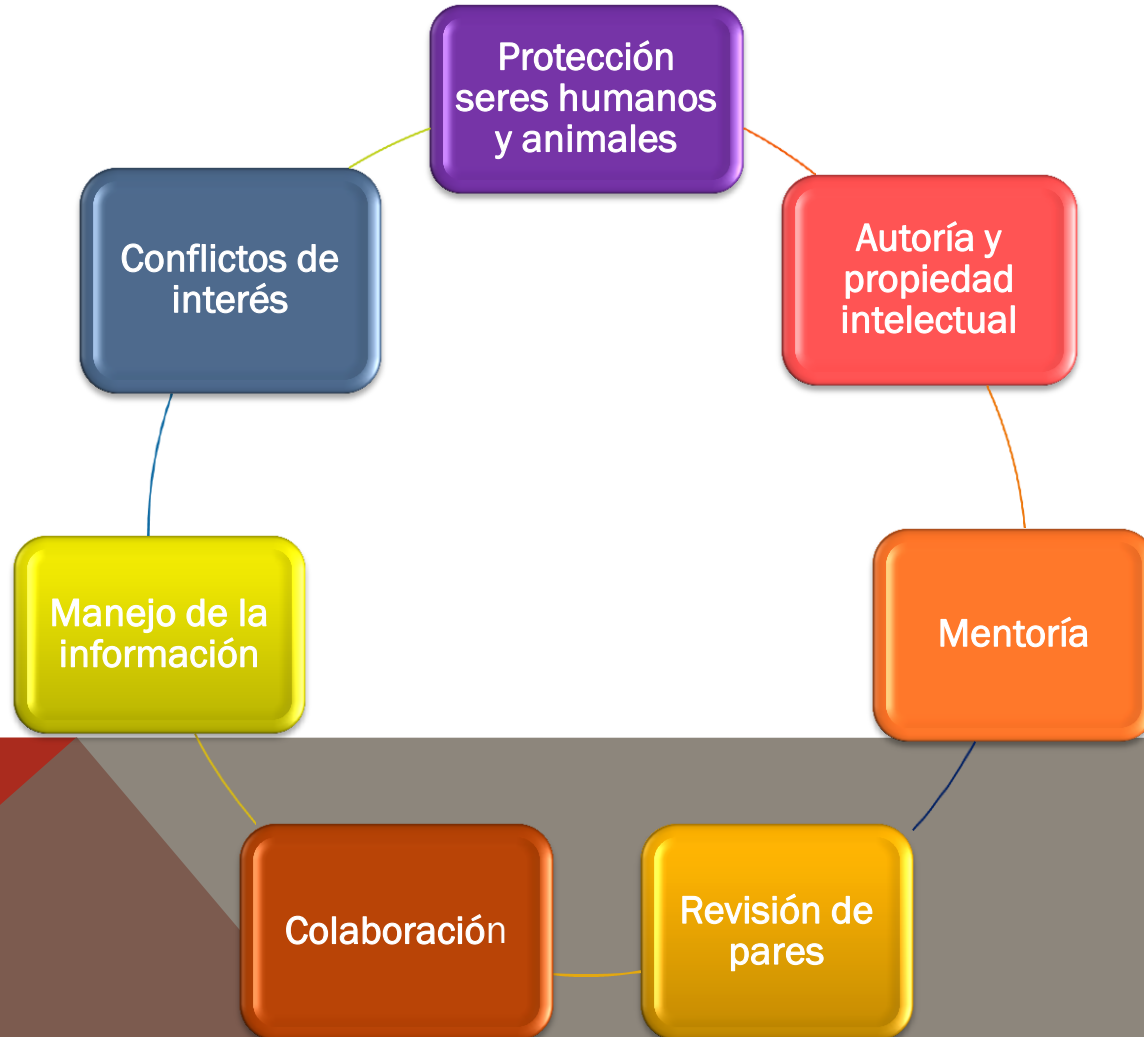 Protección
seres humanos
y animales
Autoría y
propiedad
intelectual
Mentoría
Revisión de
pares
Colaboración
Manejo de la
información
Conflictos de
interés